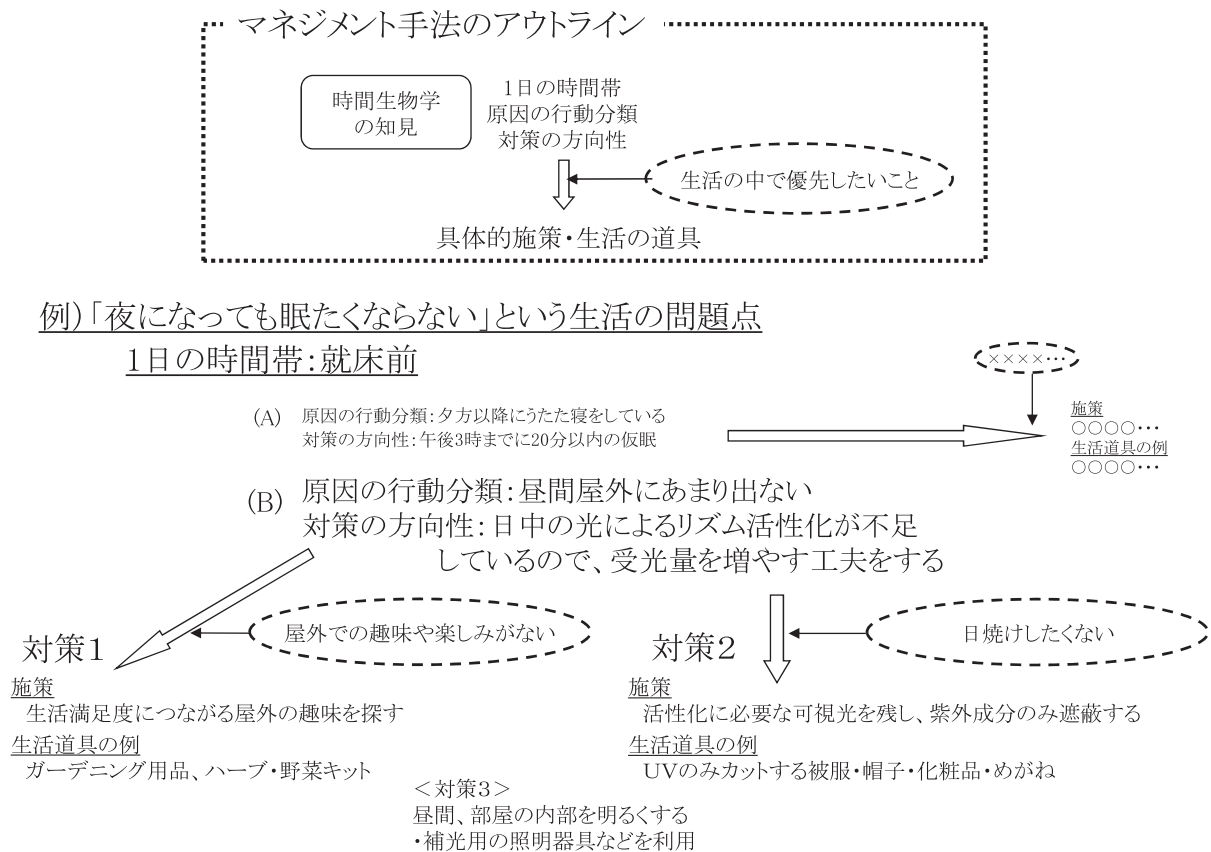 マネジメント手法のアウトライン
時間生物学
の知見
1日の時間帯
原因の行動分類
対策の方向性
生活の中で優先したいこと
具体的施策・生活の道具
例)「夜になっても眠たくならない」という生活の問題点
1日の時間帯:就床前
××××・・・
(A) 原因の行動分類:夕方以降にうたた寝をしている
対策の方向性:午後3時までに20分以内の仮眠
施策
○○○○・・・
生活道具の例
○○○○・・・
(B) 原因の行動分類:昼間屋外にあまり出ない
対策の方向性:日中の光によるリズム活性化が不足
しているので、受光量を増やす工夫をする
対策1
屋外での趣味や楽しみがない
施策
生活満足度につながる屋外の趣味を探す
生活道具の例
ガーデニング用品、ハーブ・野菜キット
対策2
日焼けしたくない
施策
活性化に必要な可視光を残し、紫外成分のみ遮蔽する
生活道具の例
UVのみカットする被服・帽子・化粧品・めがね
<対策3>
昼間、部屋の内部を明るくする
・補光用の照明器具などを利用